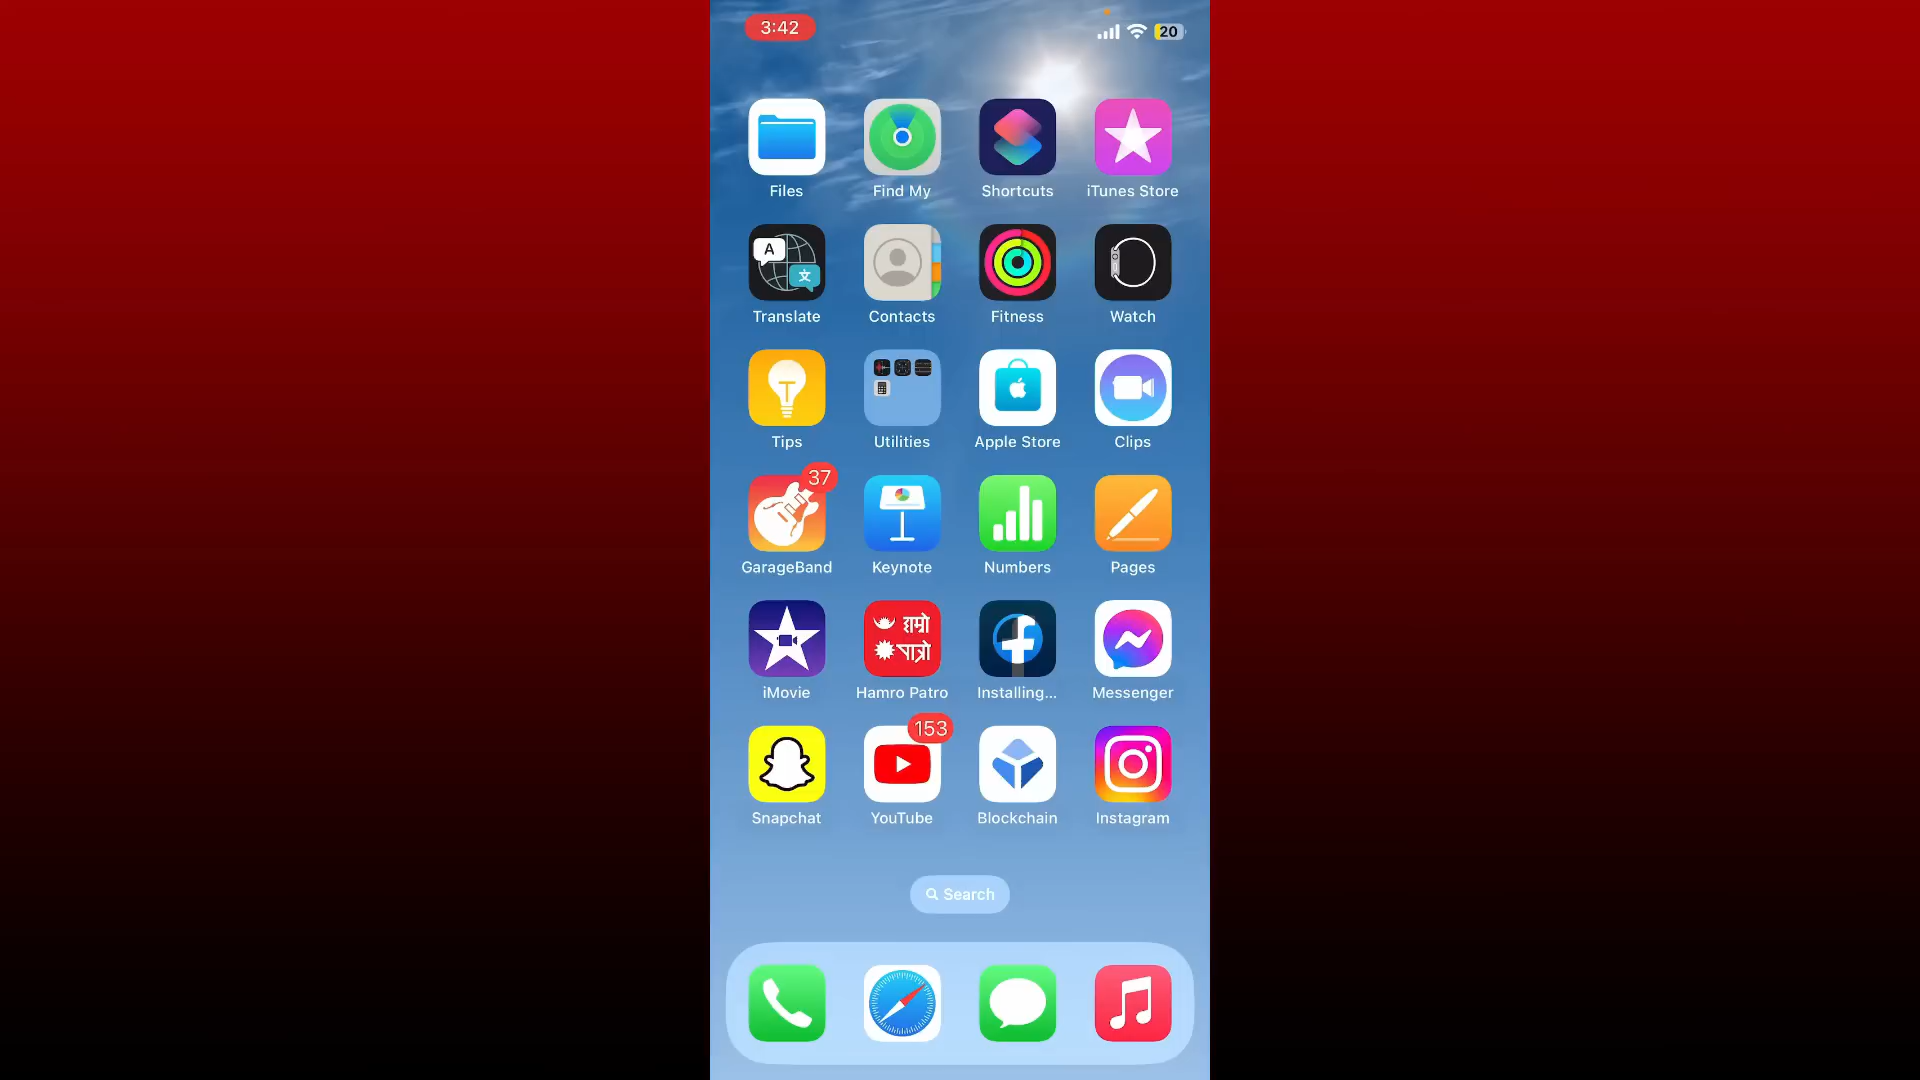 3:42
20
Files Find My Shortcuts iTunes Store
A
文
Translate Contacts Fitness Watch
Tips Utilities Apple Store Clips
37
GarageBand Keynote Numbers Pages
हाम्रो
पात्रो
iMovie Hamro Patro Installing... Messenger
153
Snapchat YouTube Blockchain Instagram
Search